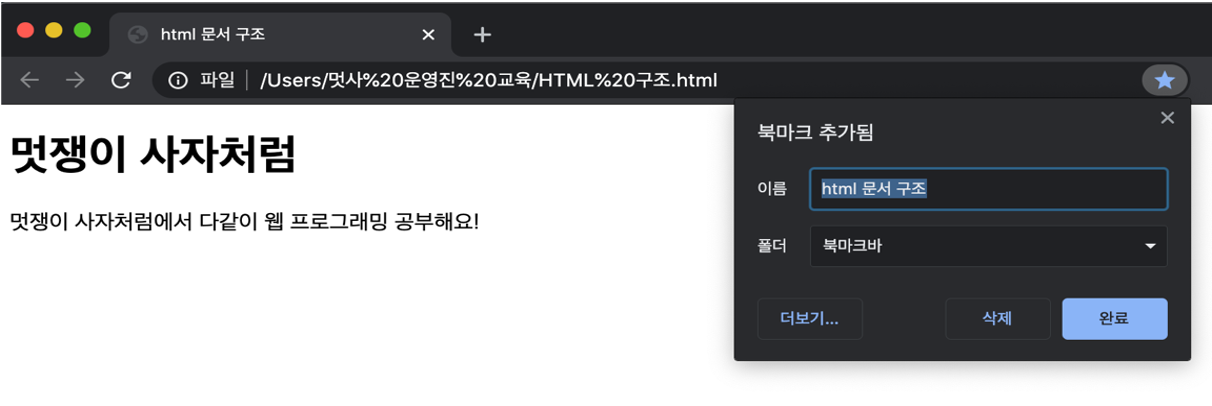 html 문서 구조
파일 /Users/멋사%20운영진%20교육/HTML%20구조.html
멋쟁이 사자처럼
멋쟁이 사자처럼에서 다같이 웹 프로그래밍 공부해요!
북마크 추가됨
이름 html 문서 구조
폴더 북마크바
더보기... 삭제 완료